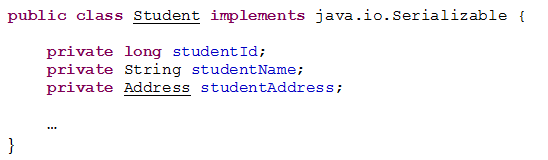 public class Student implements java.io.Serializable {
private long studentId;
private String studentName;
private Address studentAddress;
…
}